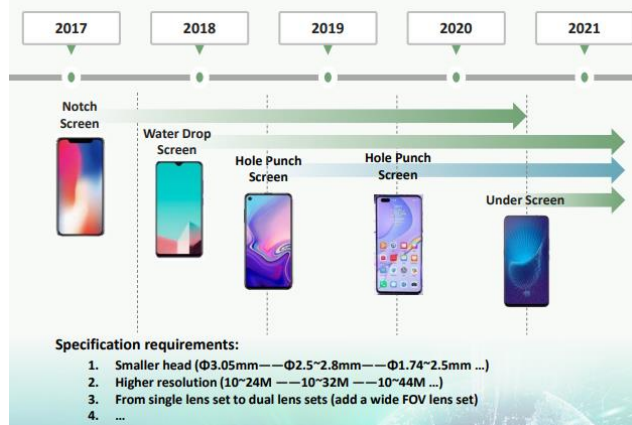 2017
2018
2019
2020
2021
Notch
Screen
Water Drop
Screen
Hole Punch
Screen
Hole Punch
Screen
Under Screen
Specification requirements:
1. Smaller head (Φ3.05mm——Φ2.5~2.8mm——Φ1.74~2.5mm ...)
2. Higher resolution (10~24M ——10~32M ——10~44M ...)
3. From single lens set to dual lens sets (add a wide FOV lens set)
4. ...